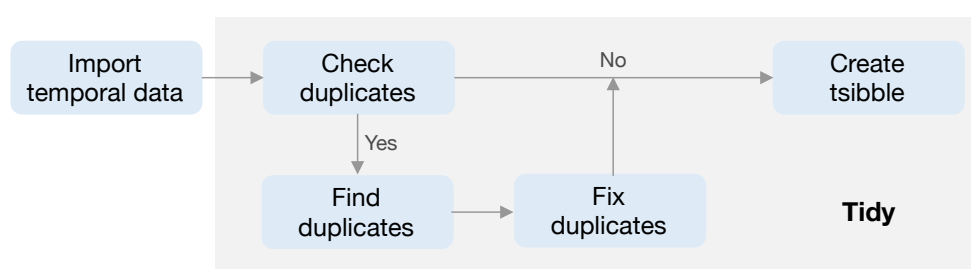 Import
temporal data
Check
duplicates
No
Create
tsibble
Yes
Find
duplicates
Fix
duplicates
Tidy